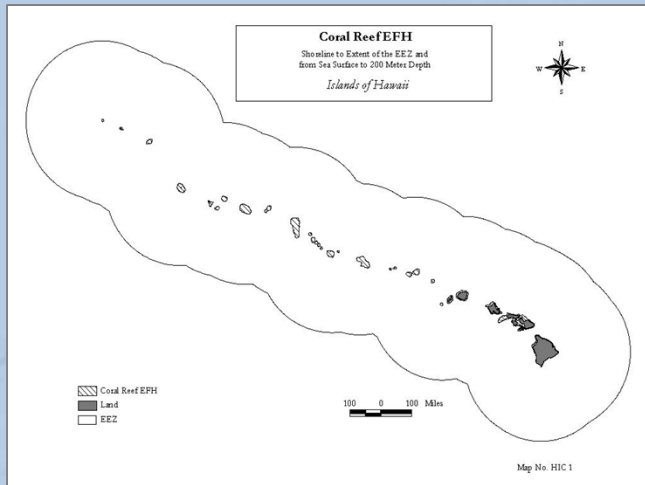 Coral Reef EFH
Shoreline to Extent of the EEZ and
from Sea Surface to 200 Meter Depth
Islands of Hawaii
N
W E
S
Coral Reef EFH
Land
EEZ
100 0 100 Miles
Map No. HIC 1